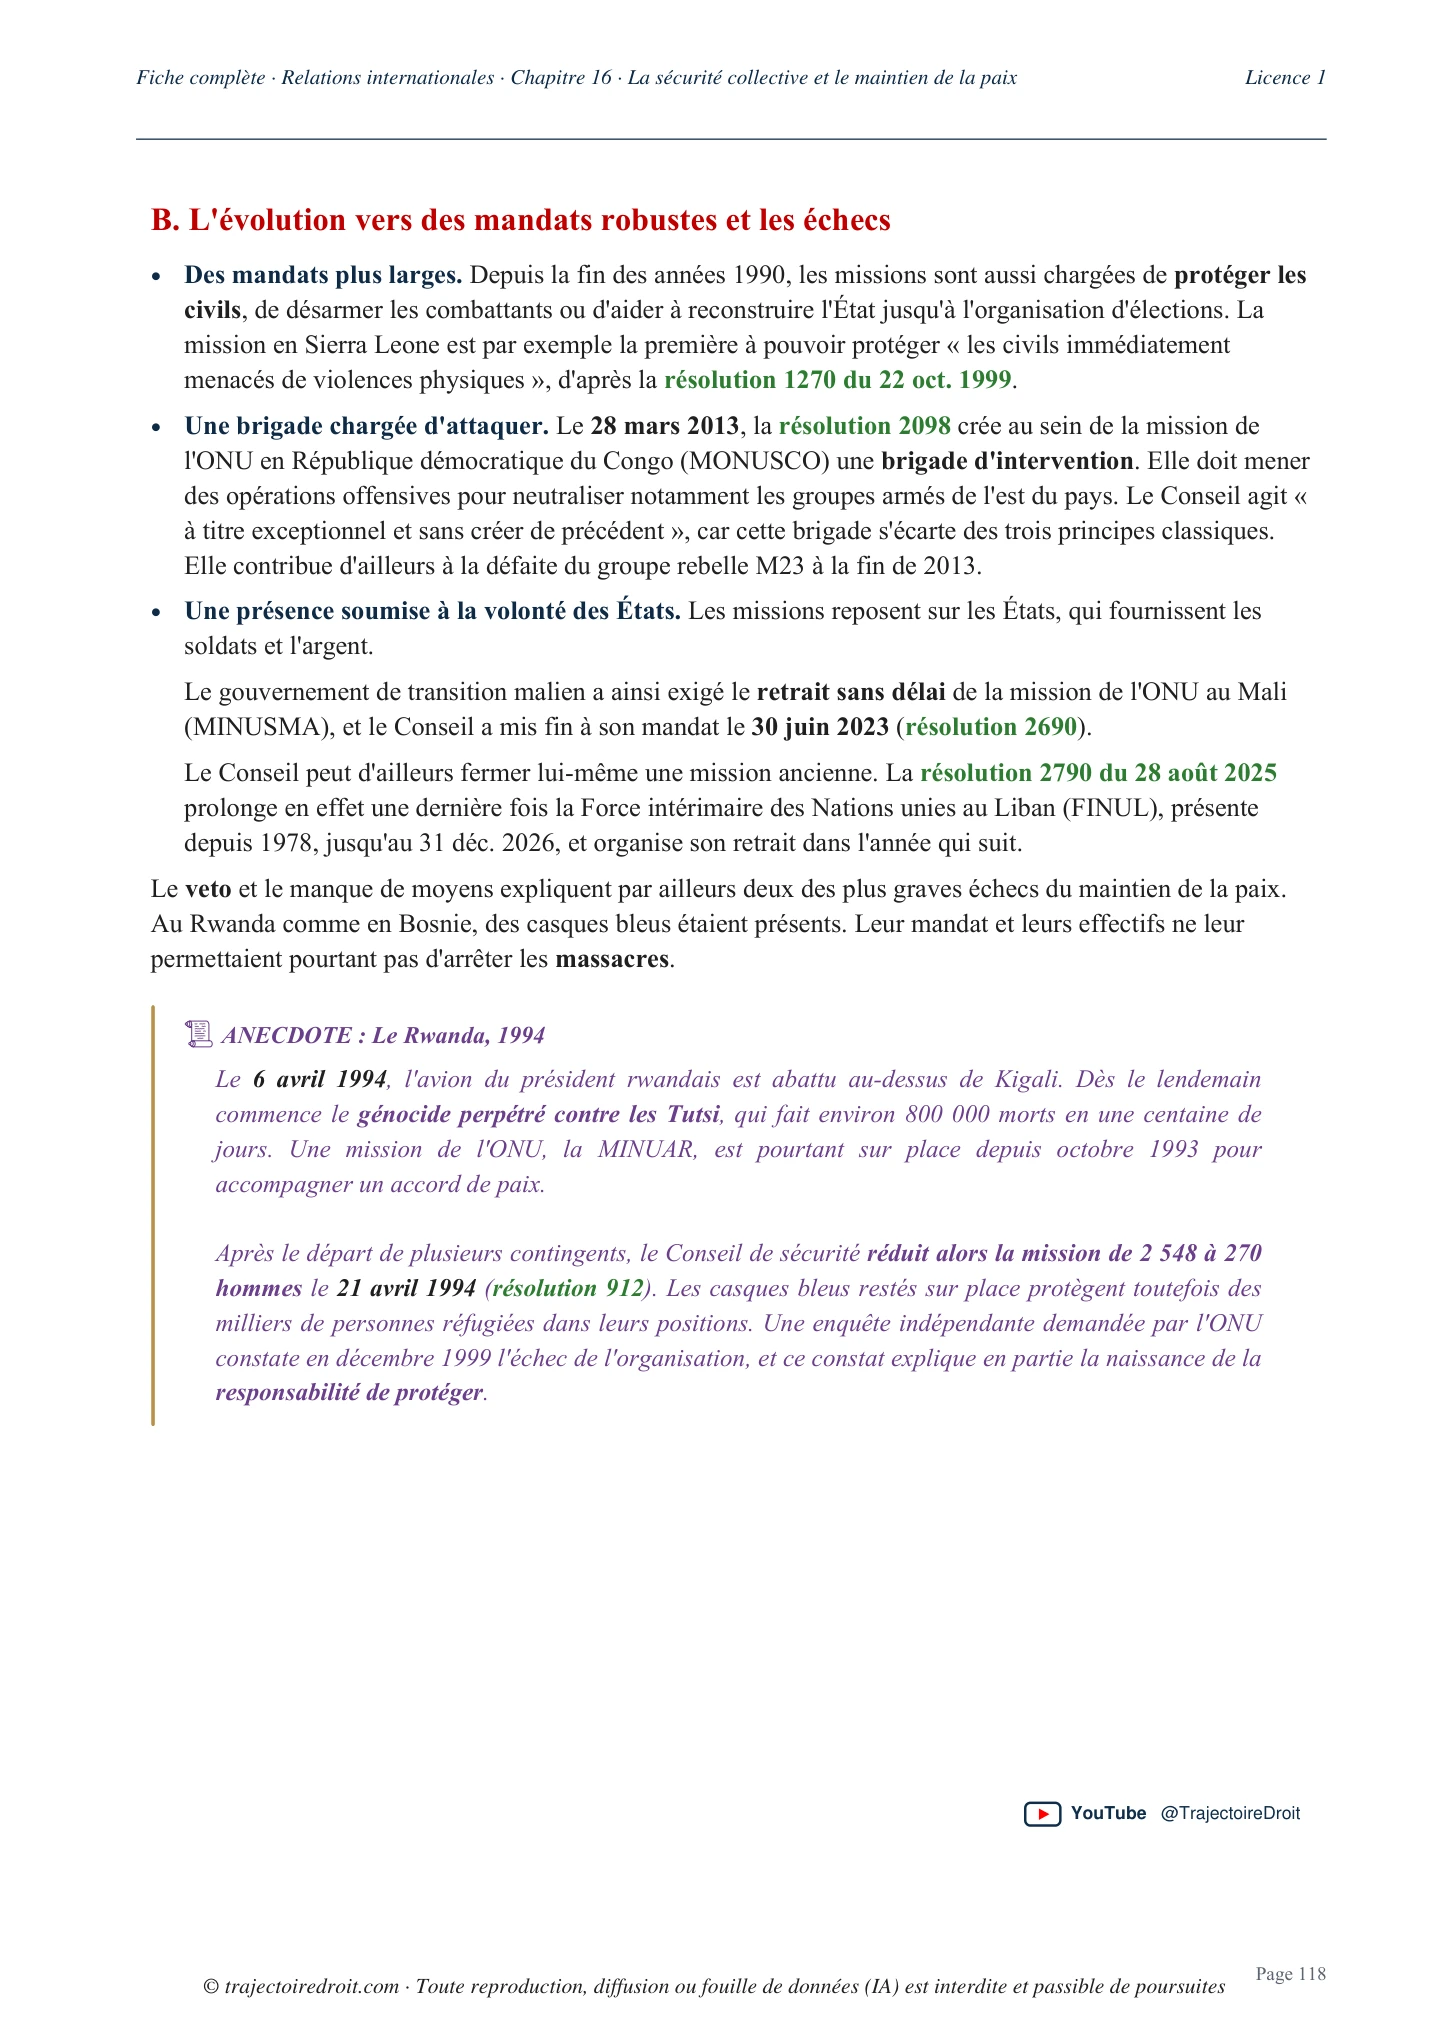 Fiche complète · Relations internationales · Chapitre 16 · La sécurité collective et le maintien de la paix Licence 1
B. L'évolution vers des mandats robustes et les échecs
• Des mandats plus larges. Depuis la fin des années 1990, les missions sont aussi chargées de protéger les
civils, de désarmer les combattants ou d'aider à reconstruire l'État jusqu'à l'organisation d'élections. La
mission en Sierra Leone est par exemple la première à pouvoir protéger « les civils immédiatement
menacés de violences physiques », d'après la résolution 1270 du 22 oct. 1999.
• Une brigade chargée d'attaquer. Le 28 mars 2013, la résolution 2098 crée au sein de la mission de
l'ONU en République démocratique du Congo (MONUSCO) une brigade d'intervention. Elle doit mener
des opérations offensives pour neutraliser notamment les groupes armés de l'est du pays. Le Conseil agit «
à titre exceptionnel et sans créer de précédent », car cette brigade s'écarte des trois principes classiques.
Elle contribue d'ailleurs à la défaite du groupe rebelle M23 à la fin de 2013.
• Une présence soumise à la volonté des États. Les missions reposent sur les États, qui fournissent les
soldats et l'argent.
Le gouvernement de transition malien a ainsi exigé le retrait sans délai de la mission de l'ONU au Mali
(MINUSMA), et le Conseil a mis fin à son mandat le 30 juin 2023 (résolution 2690).
Le Conseil peut d'ailleurs fermer lui-même une mission ancienne. La résolution 2790 du 28 août 2025
prolonge en effet une dernière fois la Force intérimaire des Nations unies au Liban (FINUL), présente
depuis 1978, jusqu'au 31 déc. 2026, et organise son retrait dans l'année qui suit.
Le veto et le manque de moyens expliquent par ailleurs deux des plus graves échecs du maintien de la paix.
Au Rwanda comme en Bosnie, des casques bleus étaient présents. Leur mandat et leurs effectifs ne leur
permettaient pourtant pas d'arrêter les massacres.
ANECDOTE : Le Rwanda, 1994
Le 6 avril 1994, l'avion du président rwandais est abattu au-dessus de Kigali. Dès le lendemain
commence le génocide perpétré contre les Tutsi, qui fait environ 800 000 morts en une centaine de
jours. Une mission de l'ONU, la MINUAR, est pourtant sur place depuis octobre 1993 pour
accompagner un accord de paix.
Après le départ de plusieurs contingents, le Conseil de sécurité réduit alors la mission de 2 548 à 270
hommes le 21 avril 1994 (résolution 912). Les casques bleus restés sur place protègent toutefois des
milliers de personnes réfugiées dans leurs positions. Une enquête indépendante demandée par l'ONU
constate en décembre 1999 l'échec de l'organisation, et ce constat explique en partie la naissance de la
responsabilité de protéger.
YouTube @TrajectoireDroit
© trajectoiredroit.com · Toute reproduction, diffusion ou fouille de données (IA) est interdite et passible de poursuites Page 118